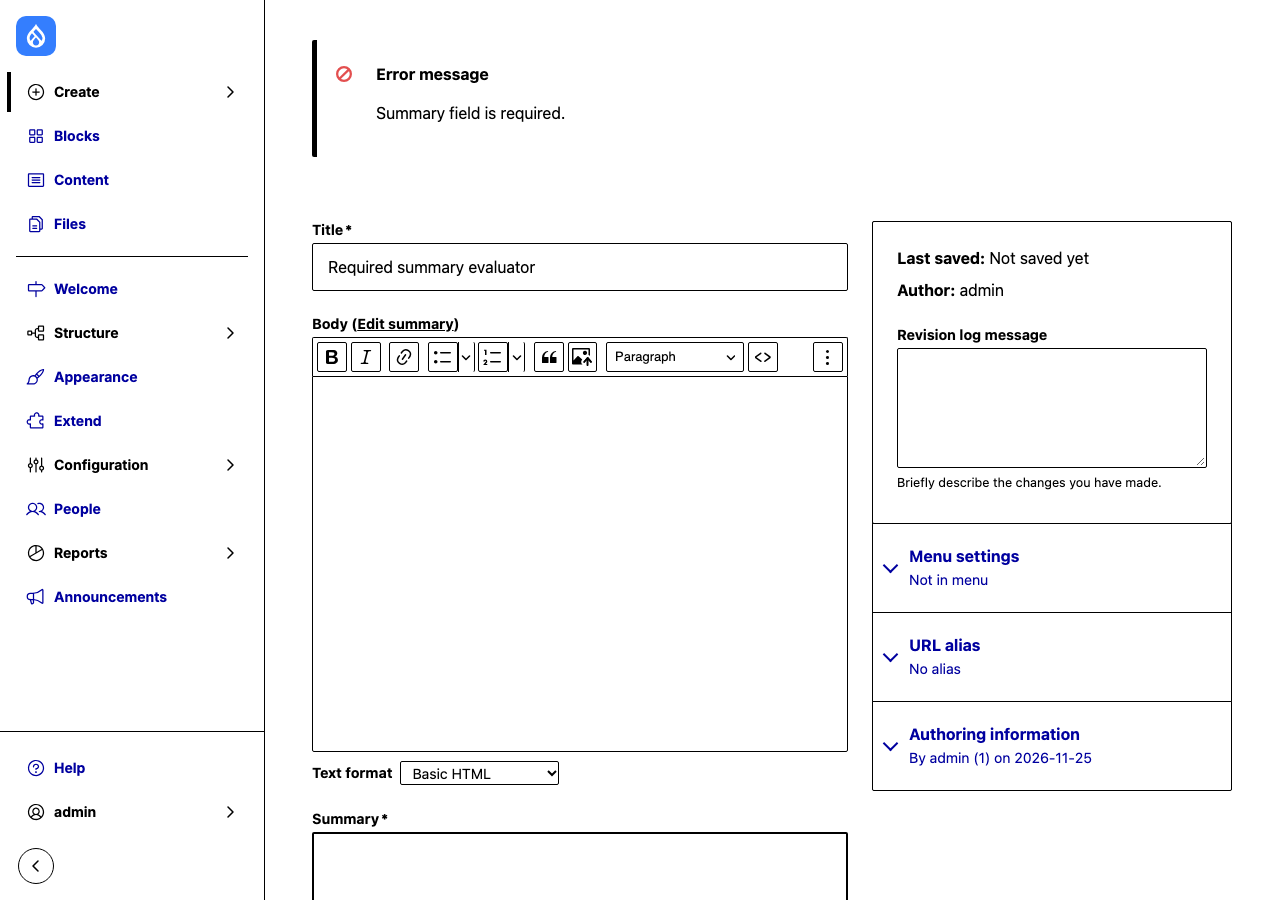 Create
Blocks
Content
Files
Welcome
Structure
Appearance
Extend
Configuration
People
Reports
Announcements
Help
admin
Error message
Summary field is required.
Title*
Required summary evaluator
Body (Edit summary)
Paragraph
Text format Basic HTML
Summary*
Last saved: Not saved yet
Author: admin
Revision log message
Briefly describe the changes you have made.
Menu settings
Not in menu
URL alias
No alias
Authoring information
By admin (1) on 2026-11-25